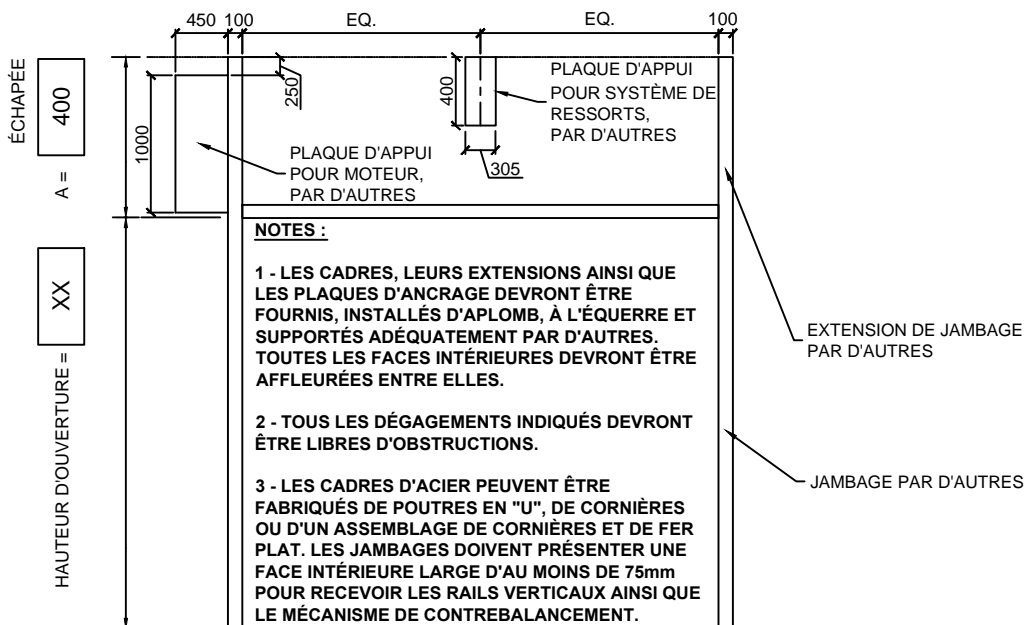 450 100 EQ. EQ. 100
ÉCHAPÉE
A = 400
1000
250
400
305
PLAQUE D'APPUI
POUR SYSTÈME DE
RESSORTS,
PAR D'AUTRES
PLAQUE D'APPUI
POUR MOTEUR,
PAR D'AUTRES
HAUTEUR D'OUVERTURE = XX
NOTES :
1 - LES CADRES, LEURS EXTENSIONS AINSI QUE
LES PLAQUES D'ANCRAGE DEVRONT ÊTRE
FOURNIS, INSTALLÉS D'APLOMB, À L'ÉQUERRE ET
SUPPORTÉS ADÉQUATEMENT PAR D'AUTRES.
TOUTES LES FACES INTÉRIEURES DEVRONT ÊTRE
AFFLEURÉES ENTRE ELLES.
2 - TOUS LES DÉGAGEMENTS INDIQUÉS DEVRONT
ÊTRE LIBRES D'OBSTRUCTIONS.
3 - LES CADRES D'ACIER PEUVENT ÊTRE
FABRIQUÉS DE POUTRES EN "U", DE CORNIÈRES
OU D'UN ASSEMBLAGE DE CORNIÈRES ET DE FER
PLAT. LES JAMBAGES DOIVENT PRÉSENTER UNE
FACE INTÉRIEURE LARGE D'AU MOINS DE 75mm
POUR RECEVOIR LES RAILS VERTICAUX AINSI QUE
LE MÉCANISME DE CONTREBALANCEMENT.
EXTENSION DE JAMBAGE
PAR D'AUTRES
JAMBAGE PAR D'AUTRES